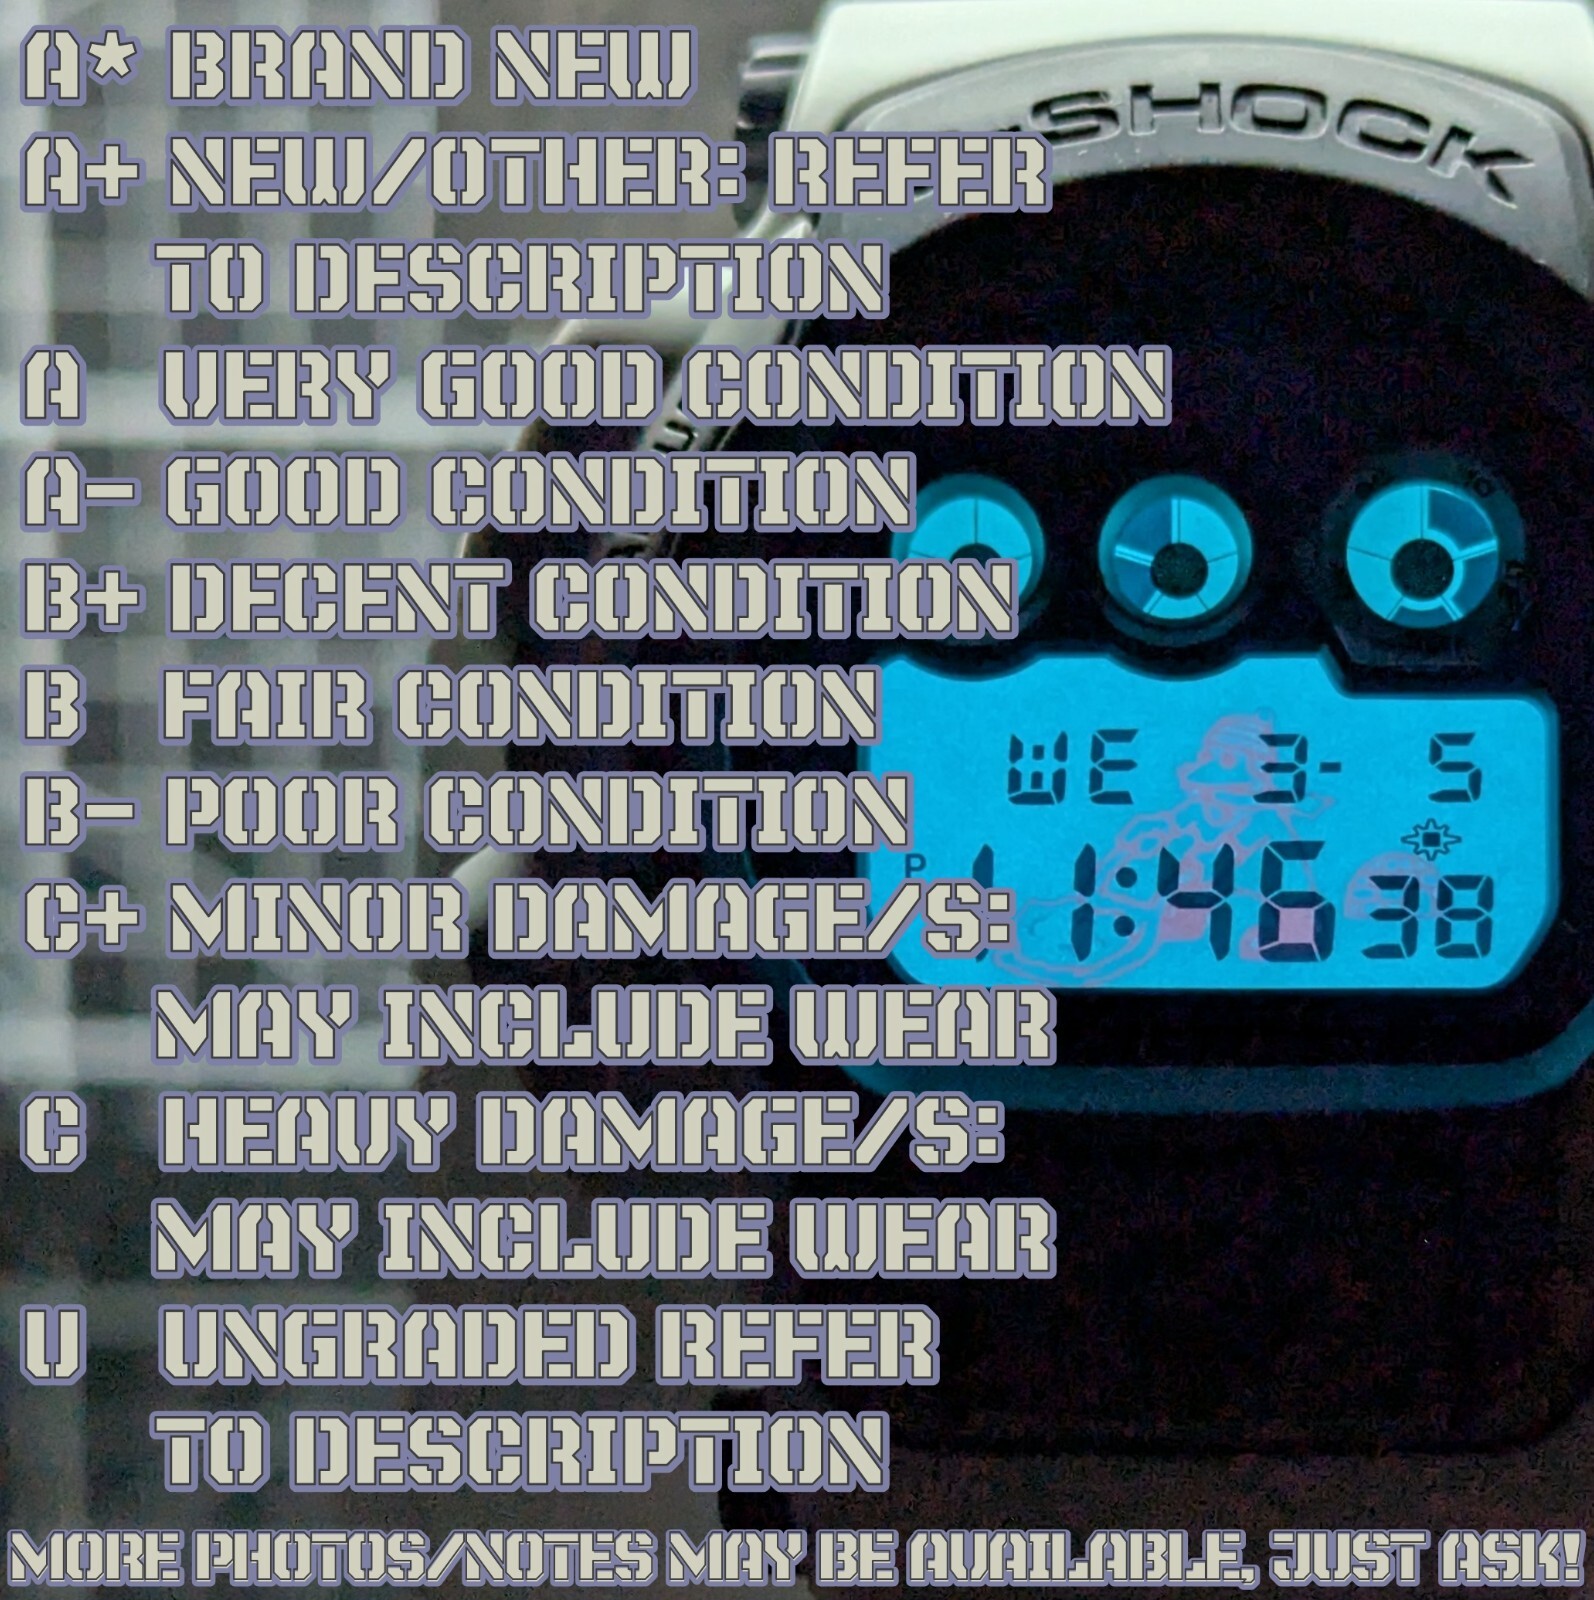 A* BRAND NEW
A+ NEW/OTHER: REFER
TO DESCRIPTION
A VERY GOOD CONDITION
A- GOOD CONDITION
B+ DECENT CONDITION
B FAIR CONDITION
B- POOR CONDITION
C+ MINOR DAMAGE/S:
MAY INCLUDE WEAR
C HEAVY DAMAGE/S:
MAY INCLUDE WEAR
U UNGRADED REFER
TO DESCRIPTION
MORE PHOTOS/NOTES MAY BE AVAILABLE, JUST ASK!
-SHOCK
WE 3- 5
P 11:46 38